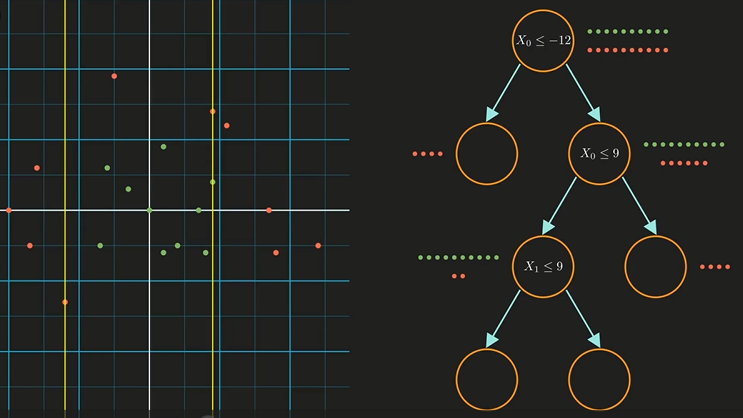 X₀ ≤ −12
X₀ ≤ 9
X₁ ≤ 9